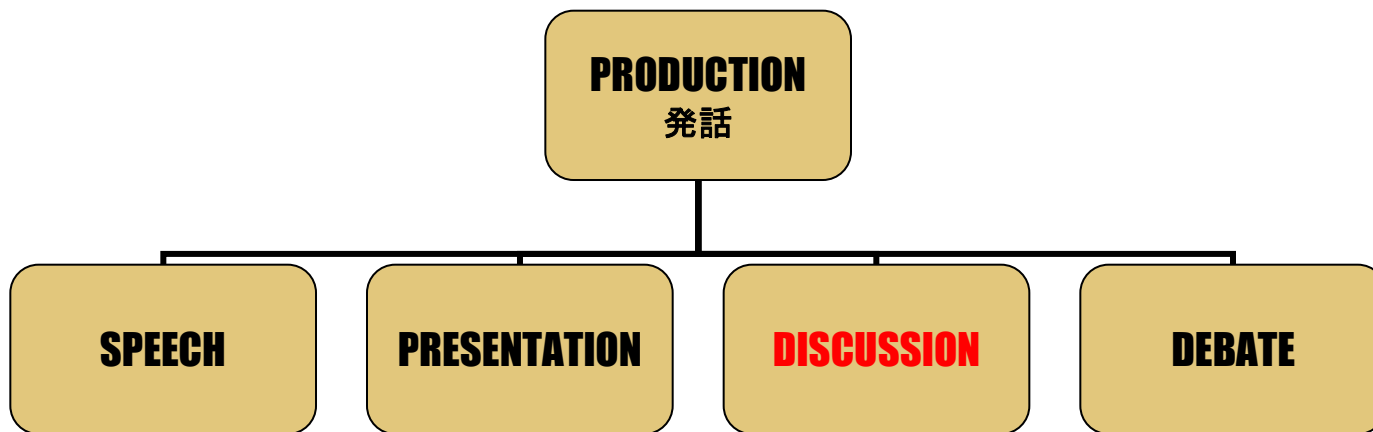 PRODUCTION
発話
SPEECH
PRESENTATION
DISCUSSION
DEBATE